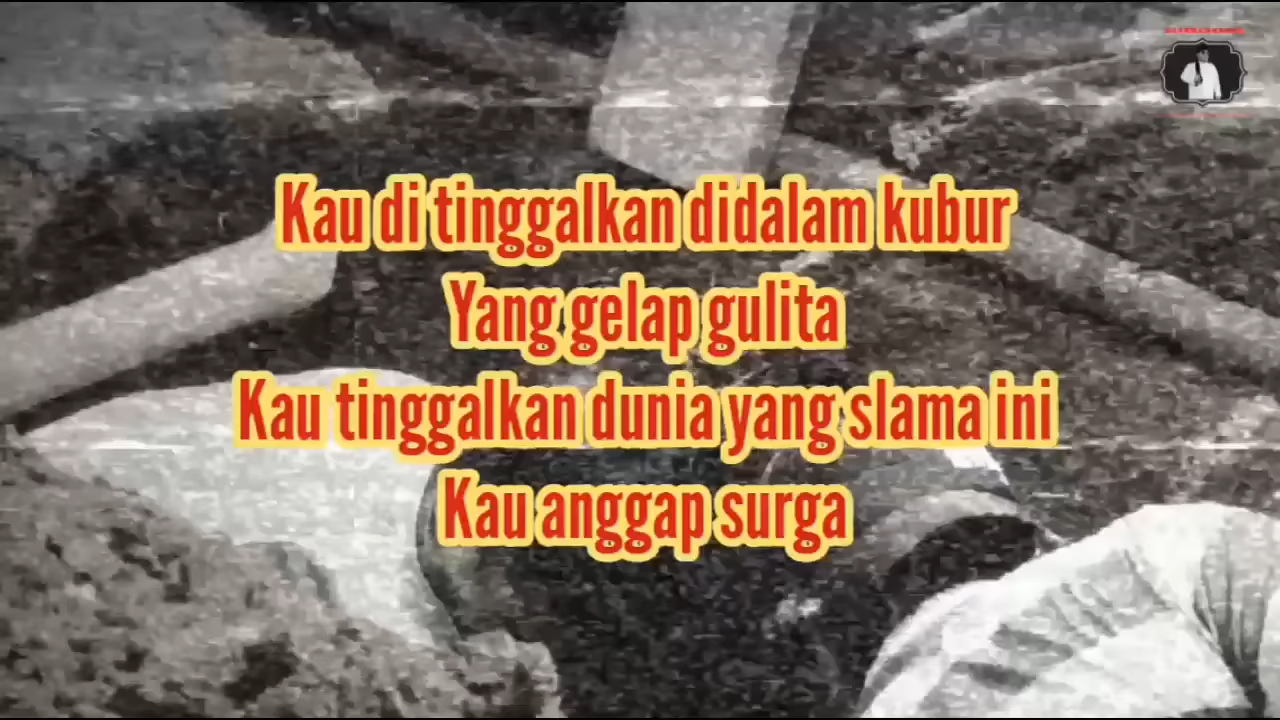 Kau di tinggalkan didalam kubur
Yang gelap gulita
Kau tinggalkan dunia yang slama ini
Kau anggap surga